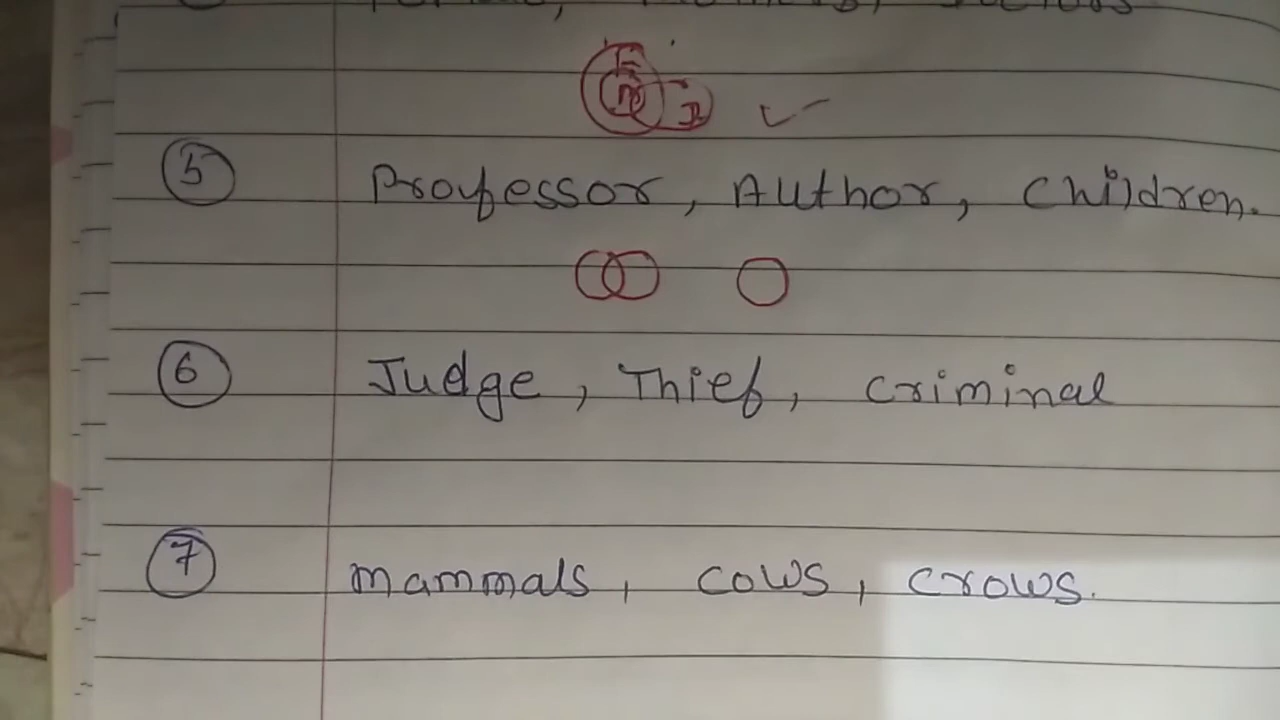 F
m D
5 Professor, Author, Children.
6 Judge, Thief, Criminal
7 Mammals, Cows, Crows.